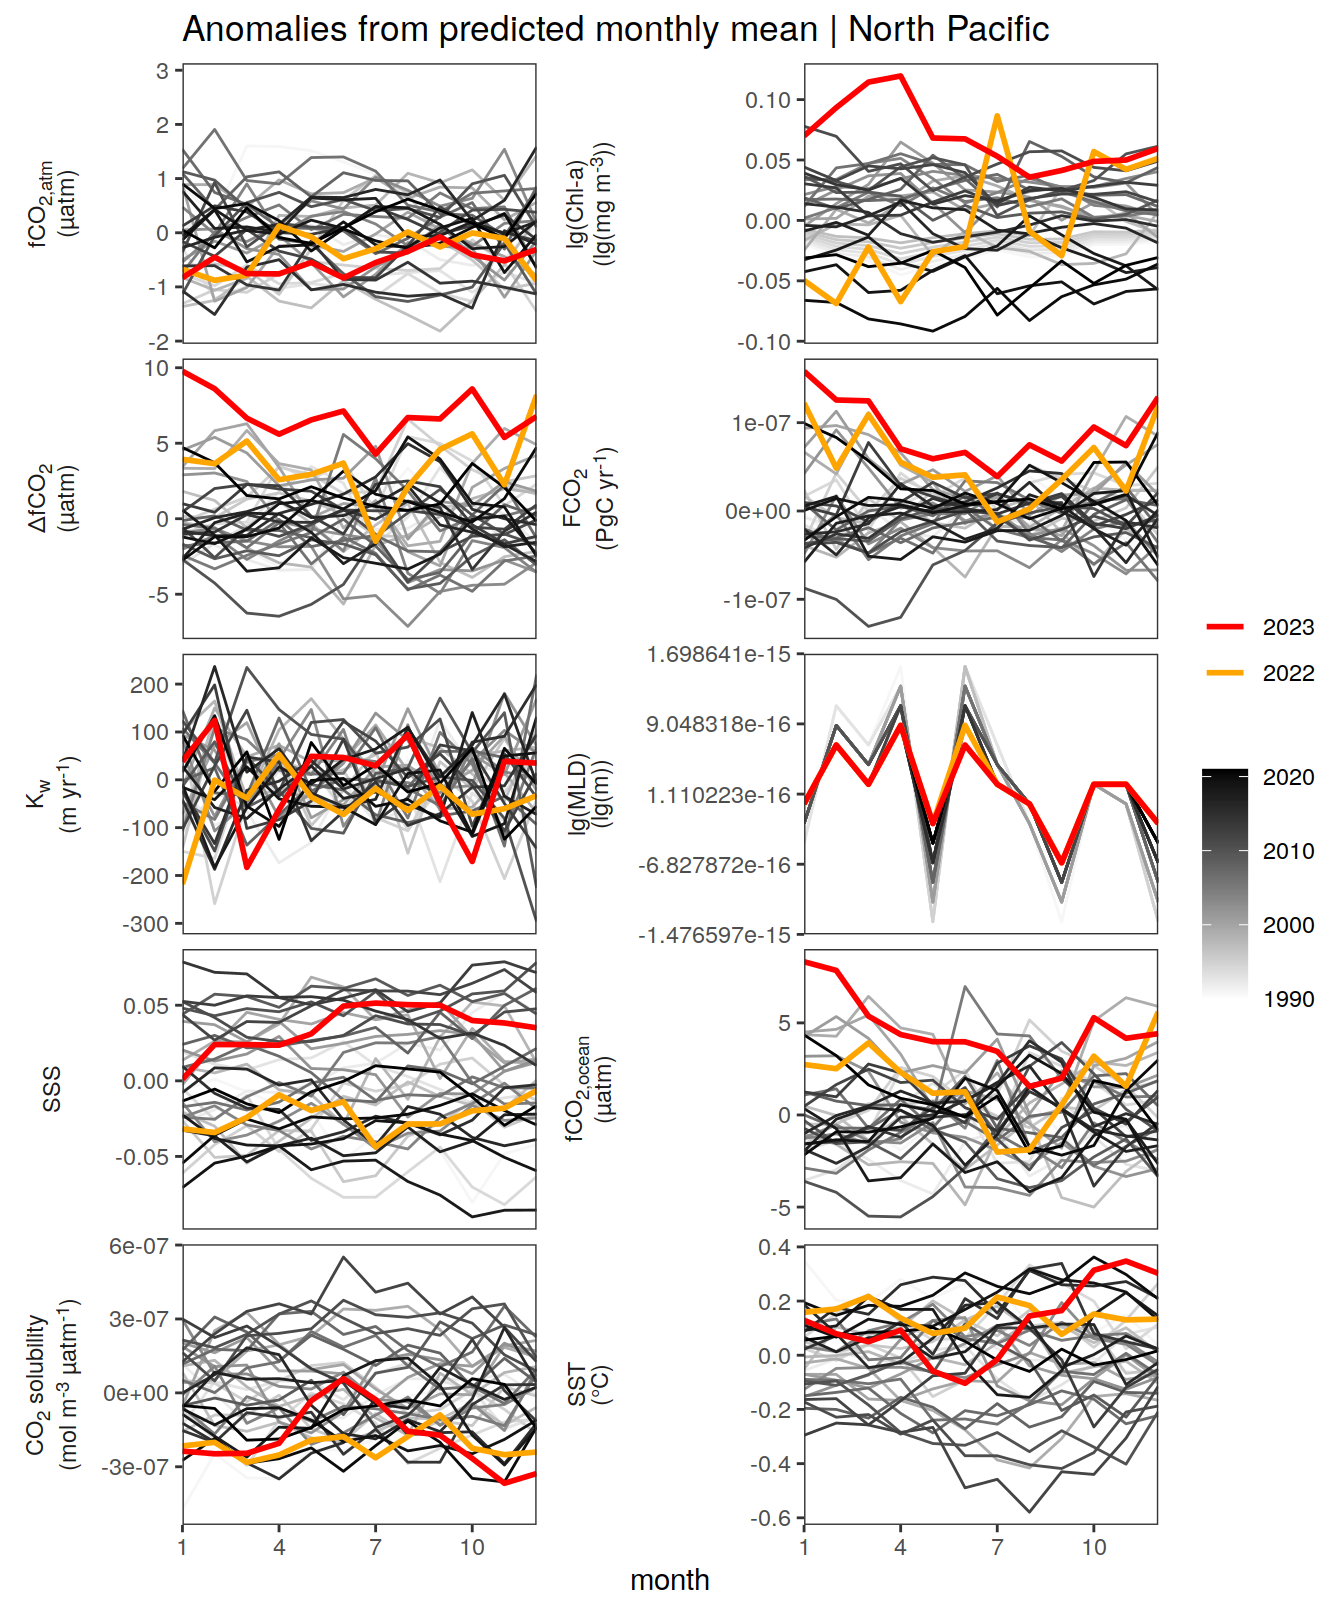 Anomalies from predicted monthly mean | North Pacific
fCO2,atm
(µatm)
3
2
1
0
-1
-2
lg(Chl-a)
(lg(mg m-3))
0.10
0.05
0.00
-0.05
-0.10
ΔfCO2
(µatm)
10
5
0
-5
FCO2
(PgC yr-1)
1e-07
0e+00
-1e-07
Kw
(m yr-1)
200
100
0
-100
-200
-300
lg(MLD)
(lg(m))
1.698641e-15
9.048318e-16
1.110223e-16
-6.827872e-16
-1.476597e-15
SSS
0.05
0.00
-0.05
fCO2,ocean
(µatm)
5
0
-5
CO2 solubility
(mol m-3 µatm-1)
6e-07
3e-07
0e+00
-3e-07
SST
(°C)
0.4
0.2
0.0
-0.2
-0.4
-0.6
1 4 7 10
1 4 7 10
month
2023
2022
2020
2010
2000
1990